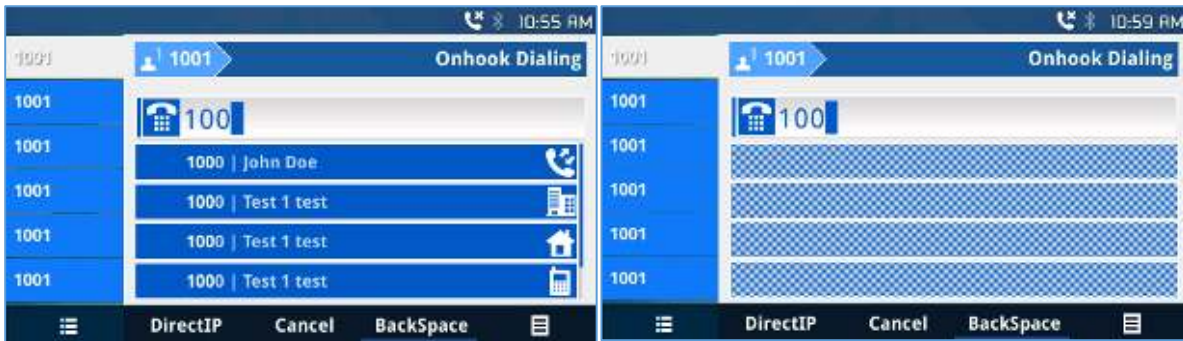 10:55 AM
1001
1001 Onhook Dialing
1001
100
1001
1000 | John Doe
1001
1000 | Test 1 test
1001
1000 | Test 1 test
1001
1000 | Test 1 test
DirectIP Cancel BackSpace
10:59 AM
1001
1001 Onhook Dialing
1001
100
1001
1001
1001
1001
DirectIP Cancel BackSpace